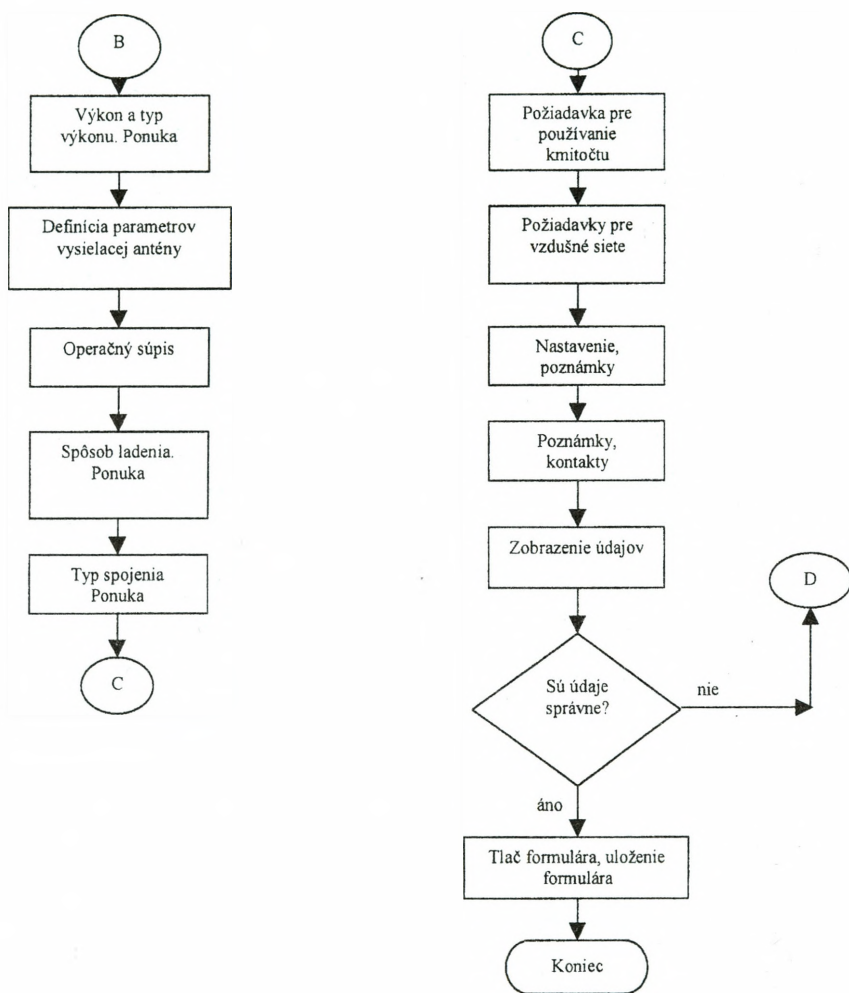 B
Výkon a typ
výkonu. Ponuka
Definícia parametrov
vysielacej antény
Operačný súpis
Spôsob ladenia.
Ponuka
Typ spojenia
Ponuka
C
C
Požiadavka pre
používanie
kmitočtu
Požiadavky pre
vzdušné siete
Nastavenie,
poznámky
Poznámky,
kontakty
Zobrazenie údajov
D
Sú údaje
správne?
nie
áno
Tlač formulára, uloženie
formulára
Koniec